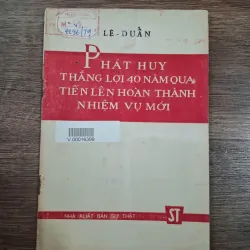 LÊ-DUẨN
PHÁT HUY
THẮNG LỢI 40 NĂM QUA,
TIẾN LÊN HOÀN THÀNH
NHIỆM VỤ MỚI
V.00016399
NHÀ XUẤT BẢN SỰ THẬT
ST